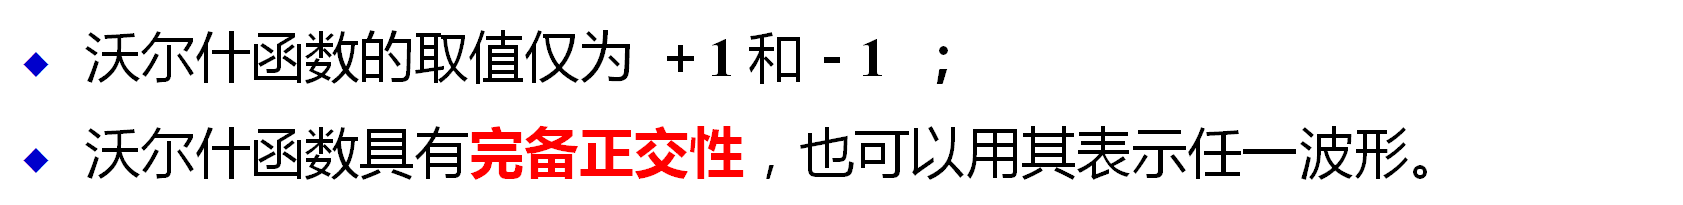 ◆ 沃尔什函数的取值仅为 +1 和 - 1 ；
◆ 沃尔什函数具有完备正交性，也可以用其表示任一波形。